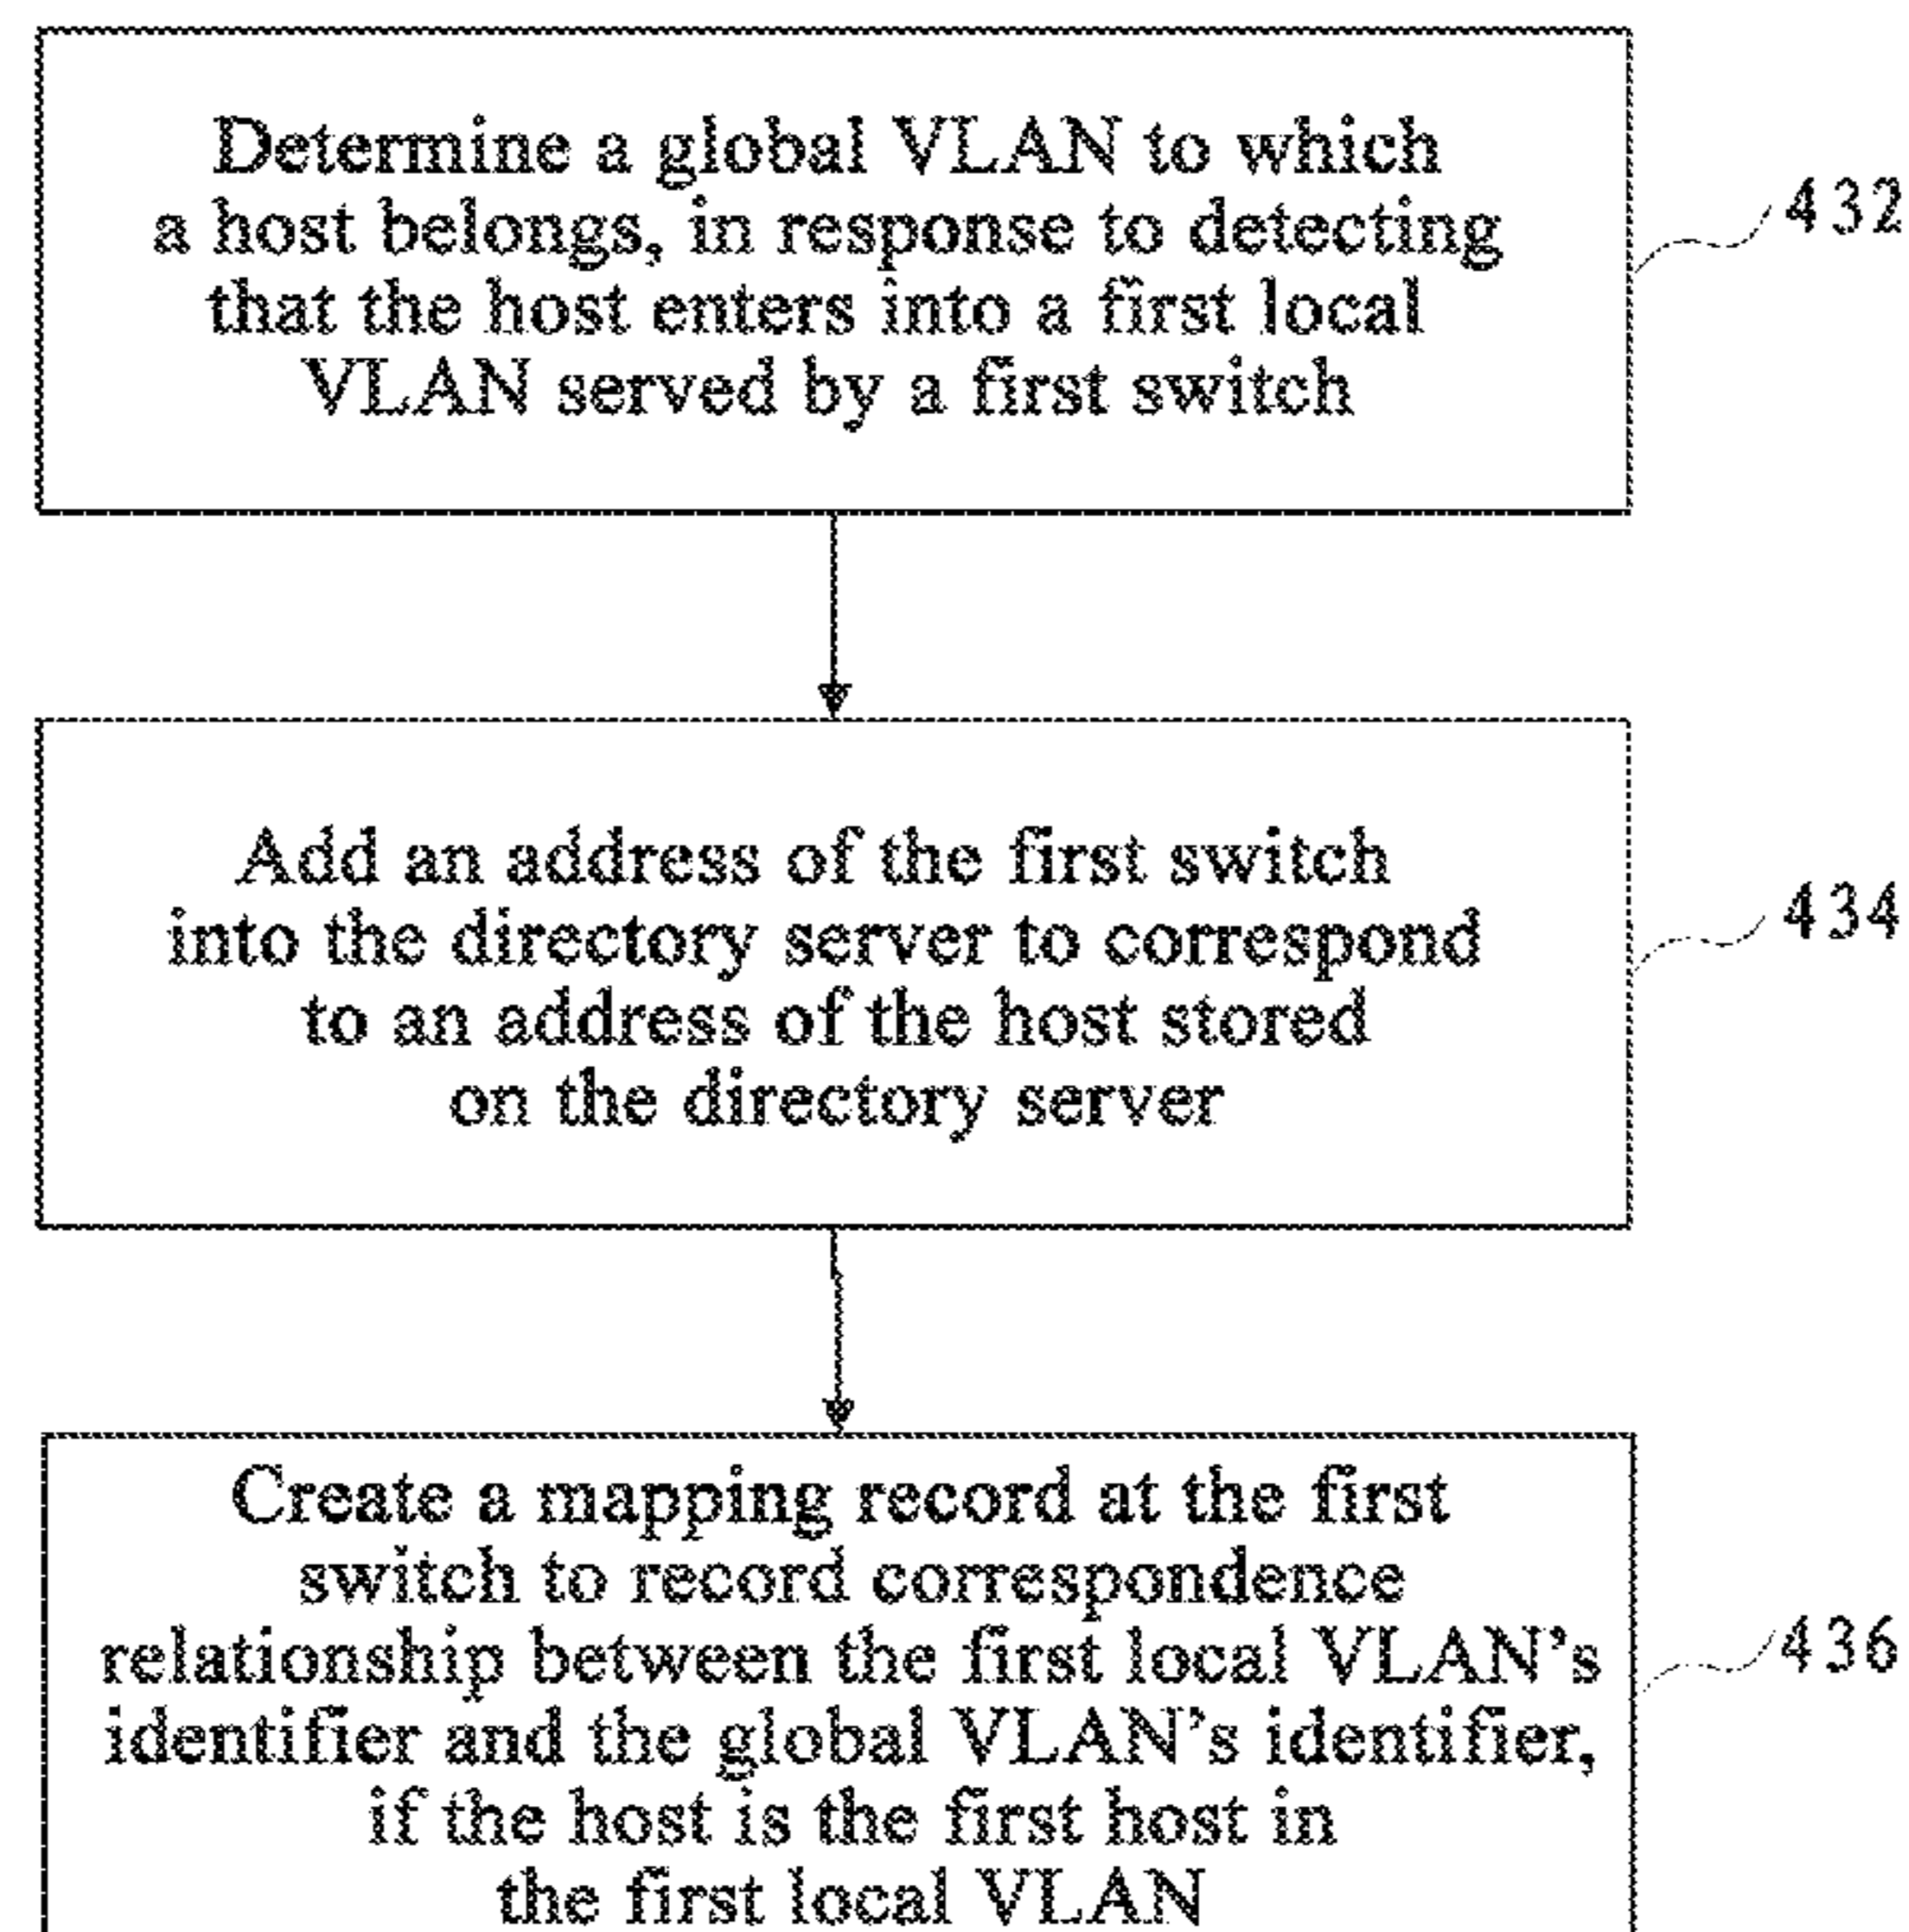 Determine a global VLAN to which
a host belongs, in response to detecting
that the host enters into a first local
VLAN served by a first switch
432
Add an address of the first switch
into the directory server to correspond
to an address of the host stored
on the directory server
434
Create a mapping record at the first
switch to record correspondence
relationship between the first local VLAN's
identifier and the global VLAN's identifier,
if the host is the first host in
the first local VLAN
436